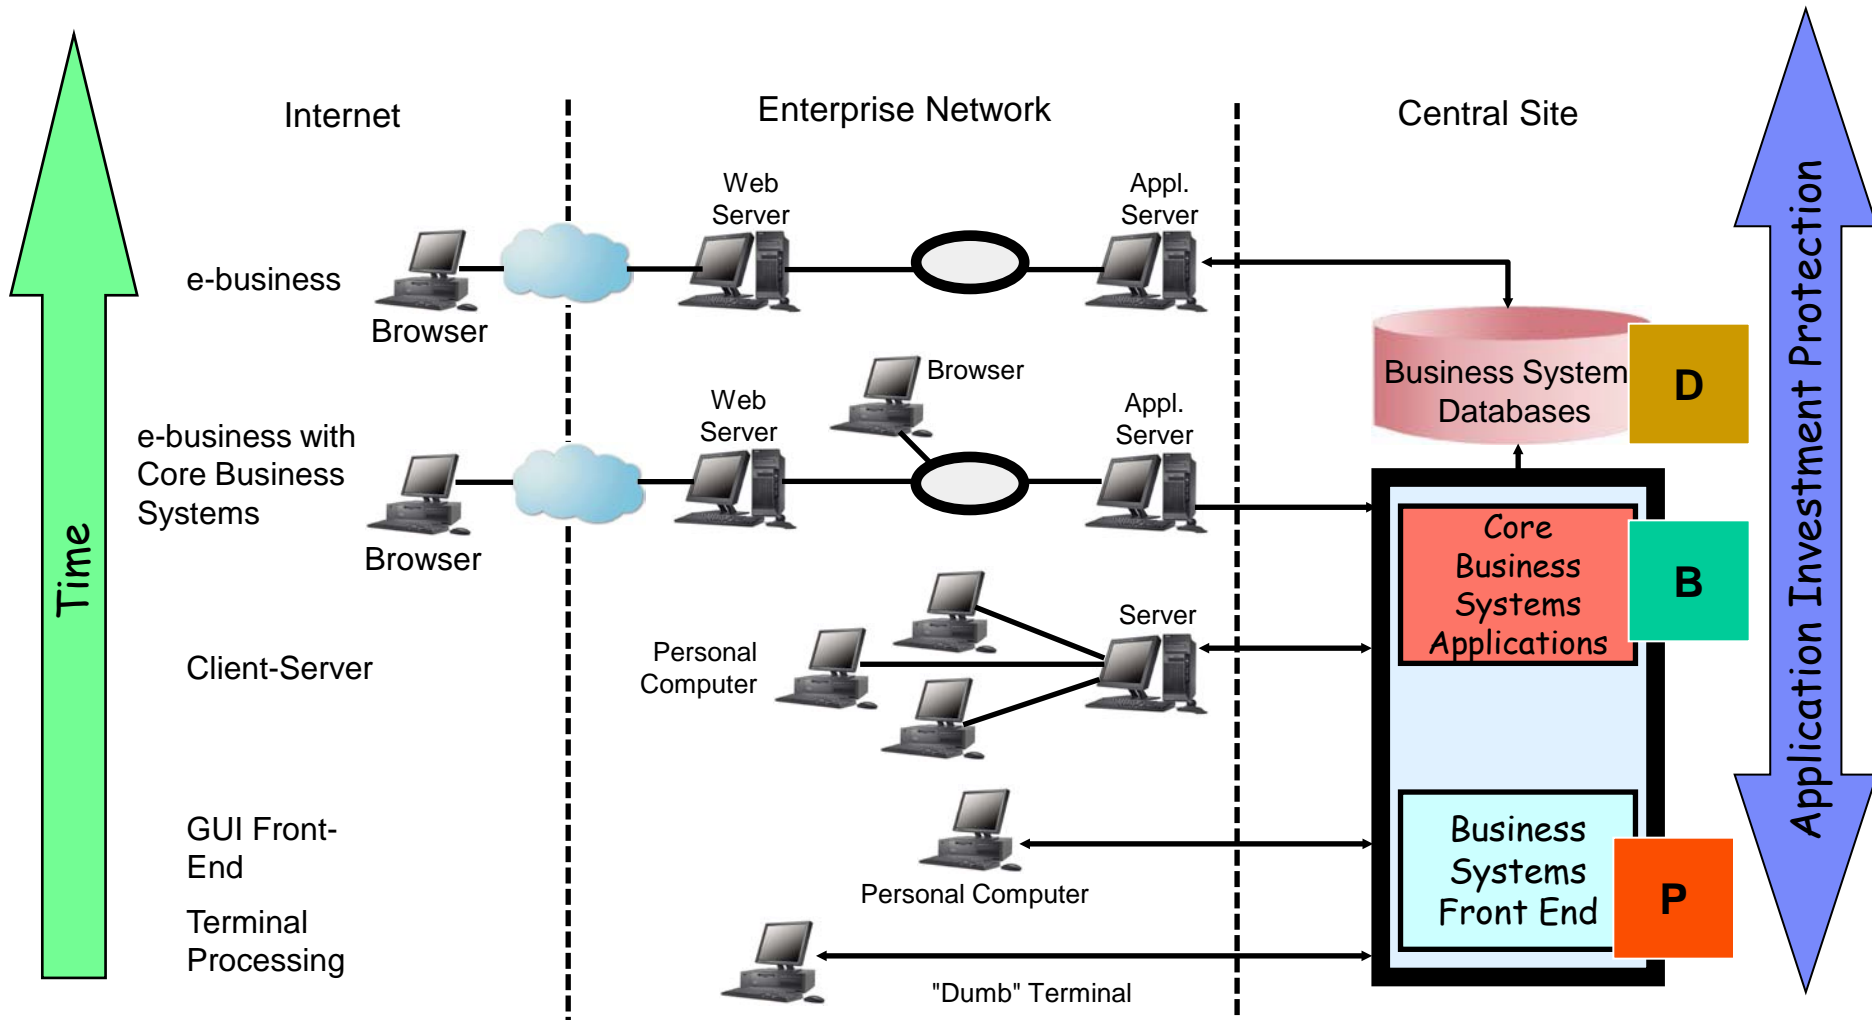 Internet
Enterprise Network
Central Site
Time
Application Investment Protection
e-business
Browser
Web
Server
Appl.
Server
Business System
Databases
D
e-business with
Core Business
Systems
Browser
Web
Server
Browser
Appl.
Server
Core
Business
Systems
Applications
B
Client-Server
Personal
Computer
Server
GUI Front-
End
Personal Computer
Business
Systems
Front End
P
Terminal
Processing
"Dumb" Terminal